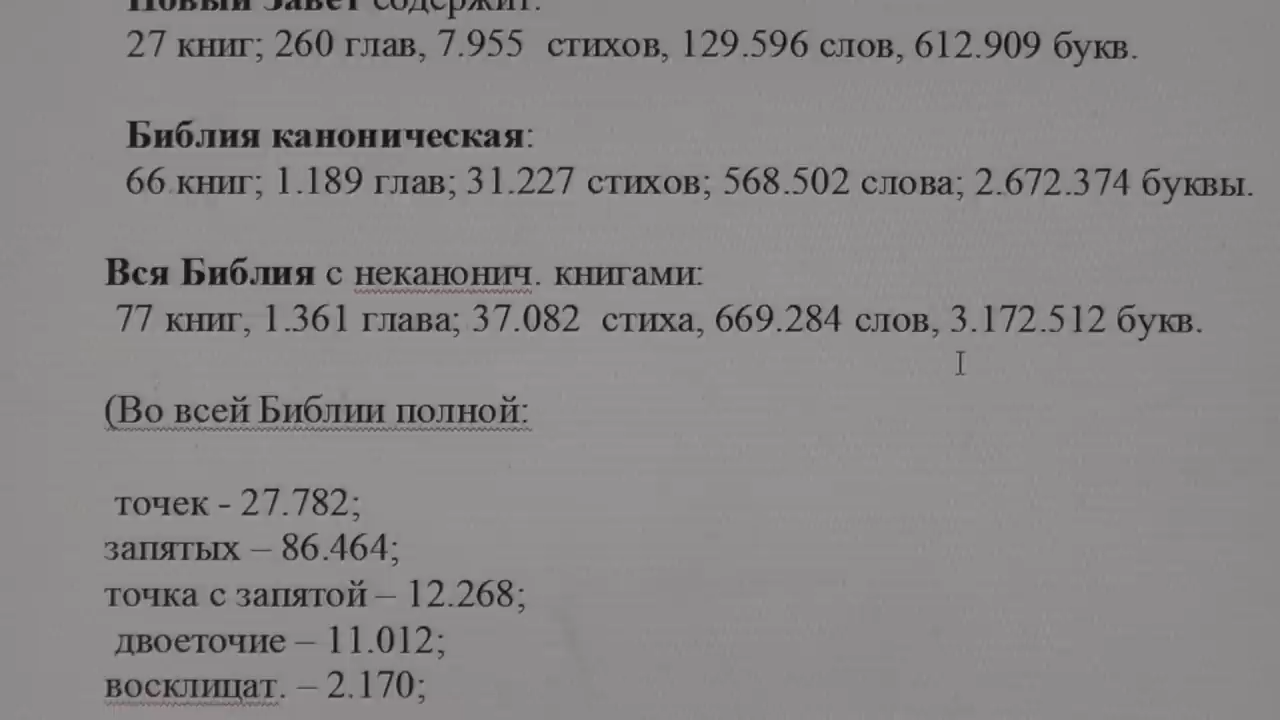 Новый Завет содержит:
27 книг; 260 глав, 7.955 стихов, 129.596 слов, 612.909 букв.
Библия каноническая:
66 книг; 1.189 глав; 31.227 стихов; 568.502 слова; 2.672.374 буквы.
Вся Библия с неканонич. книгами:
77 книг, 1.361 глава; 37.082 стиха, 669.284 слов, 3.172.512 букв.
(Во всей Библии полной:
точек - 27.782;
запятых – 86.464;
точка с запятой – 12.268;
двоеточие – 11.012;
восклицат. – 2.170;